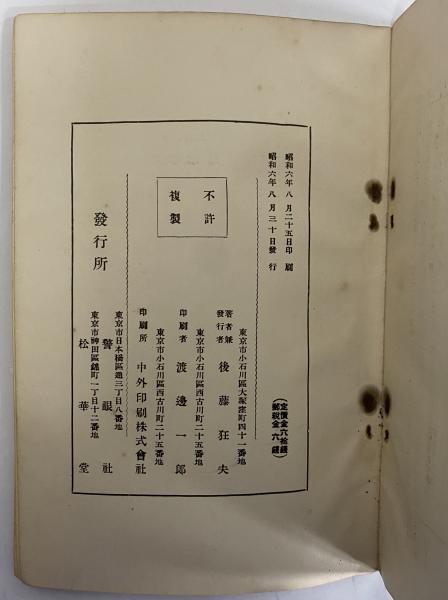 昭和六年八月二十五日印刷
昭和六年八月三十日發行
定價金六拾錢
郵税金六錢
不許
複製
東京市小石川區大塚窪町四十一番地
著者兼
發行者 後藤狂夫
東京市小石川區西古川町二十五番地
印刷者 渡邊一郎
東京市小石川區西古川町二十五番地
印刷所 中外印刷株式會社
發行所
東京市日本橋區通三丁目八番地
警眼社
東京市神田區錦町一丁目十二番地
松華堂